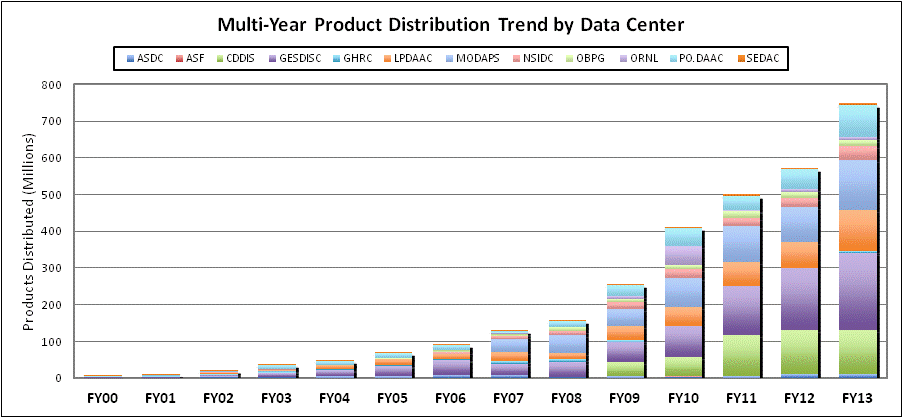 Multi-Year Product Distribution Trend by Data Center
ASDC ASF CDDIS GESDISC GHRC LPDAAC MODAPS NSIDC OBPG ORNL PO.DAAC SEDAC
Products Distributed (Millions)
800
700
600
500
400
300
200
100
0
FY00 FY01 FY02 FY03 FY04 FY05 FY06 FY07 FY08 FY09 FY10 FY11 FY12 FY13